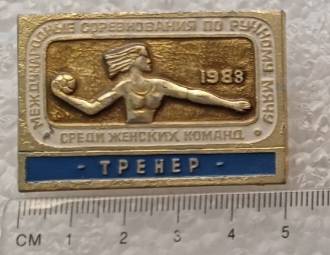 МЕЖДУНАРОДНЫЕ СОРЕВНОВАНИЯ ПО РУЧНОМУ МЯЧУ
1988
СРЕДИ ЖЕНСКИХ КОМАНД
- ТРЕНЕР -
СМ 1 2 3 4 5